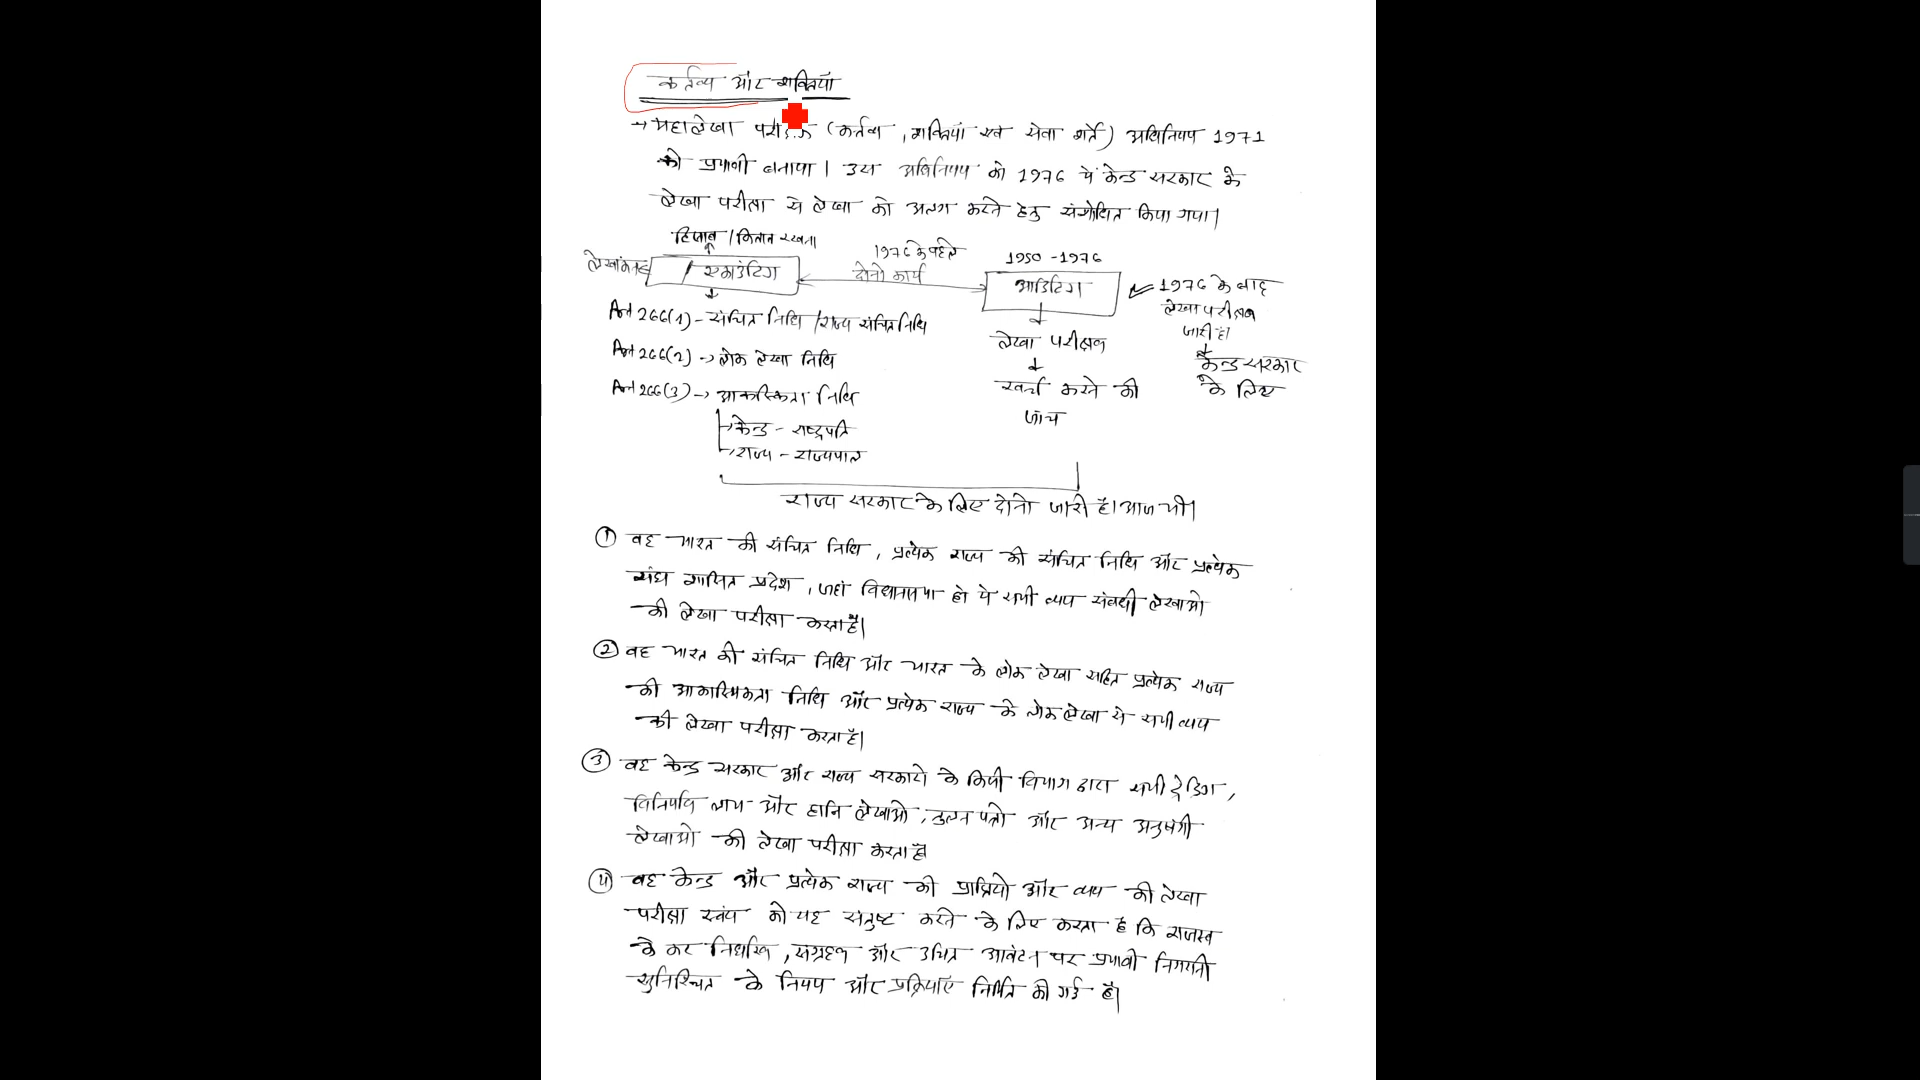 कर्तव्य और शक्तियाँ
→ महालेखा परीक्षक (कर्तव्य, शक्तियाँ एवं सेवा शर्ते) अधिनियम 1971
को प्रभावी बनाया। उस अधिनियम को 1976 में केन्द्र सरकार के
लेखा परीक्षा से लेखा को अलग करने हेतु संशोधित किया गया।
हिसाब / किताब रखना
1976 के पहले
दोनो कार्य
1950 - 1976
लेखांकन
एकाउंटिंग
आडिटिंग
1976 के बाद
लेखा परीक्षक
जारी है।
केन्द्र सरकार
के लिए
Art 266(1) - संचित निधि / राज्य संचित निधि
Art 266(2) → लोक लेखा निधि
Art 266(3) → आकस्मिकता निधि
→ केन्द्र - राष्ट्रपति
→ राज्य - राज्यपाल
लेखा परीक्षक
खर्च करने की
जांच
राज्य सरकार के लिए दोनो जारी है। आज भी।
① वह भारत की संचित निधि, प्रत्येक राज्य की संचित निधि और प्रत्येक
संघ शासित प्रदेश, जहां विधानसभा हो से सभी व्यय संबधी लेखाओ
की लेखा परीक्षा करता है।
② वह भारत की संचित निधि और भारत के लोक लेखा सहित प्रत्येक राज्य
की आकास्मिकता निधि और प्रत्येक राज्य के लोक लेखा से सभी व्यय
की लेखा परीक्षा करता है।
③ वह केन्द्र सरकार और राज्य सरकारो के किसी विभाग द्वारा सभी ट्रेडिंग,
विनिर्माण लाभ और हानि लेखाओ, तुलन पत्रो और अन्य अनुषंगी
लेखाओ की लेखा परीक्षा करता है
④ वह केन्द्र और प्रत्येक राज्य की प्राप्तियो और व्यय की लेखा
परीक्षा स्वंय को यह संतुष्ट करने के लिए करता है कि राजस्व
के कर निर्धारण, संग्रहण और उचित आवंटन पर प्रभावी निगरानी
सुनिश्चित के नियम और प्रक्रियाँए निर्मित की गई है।